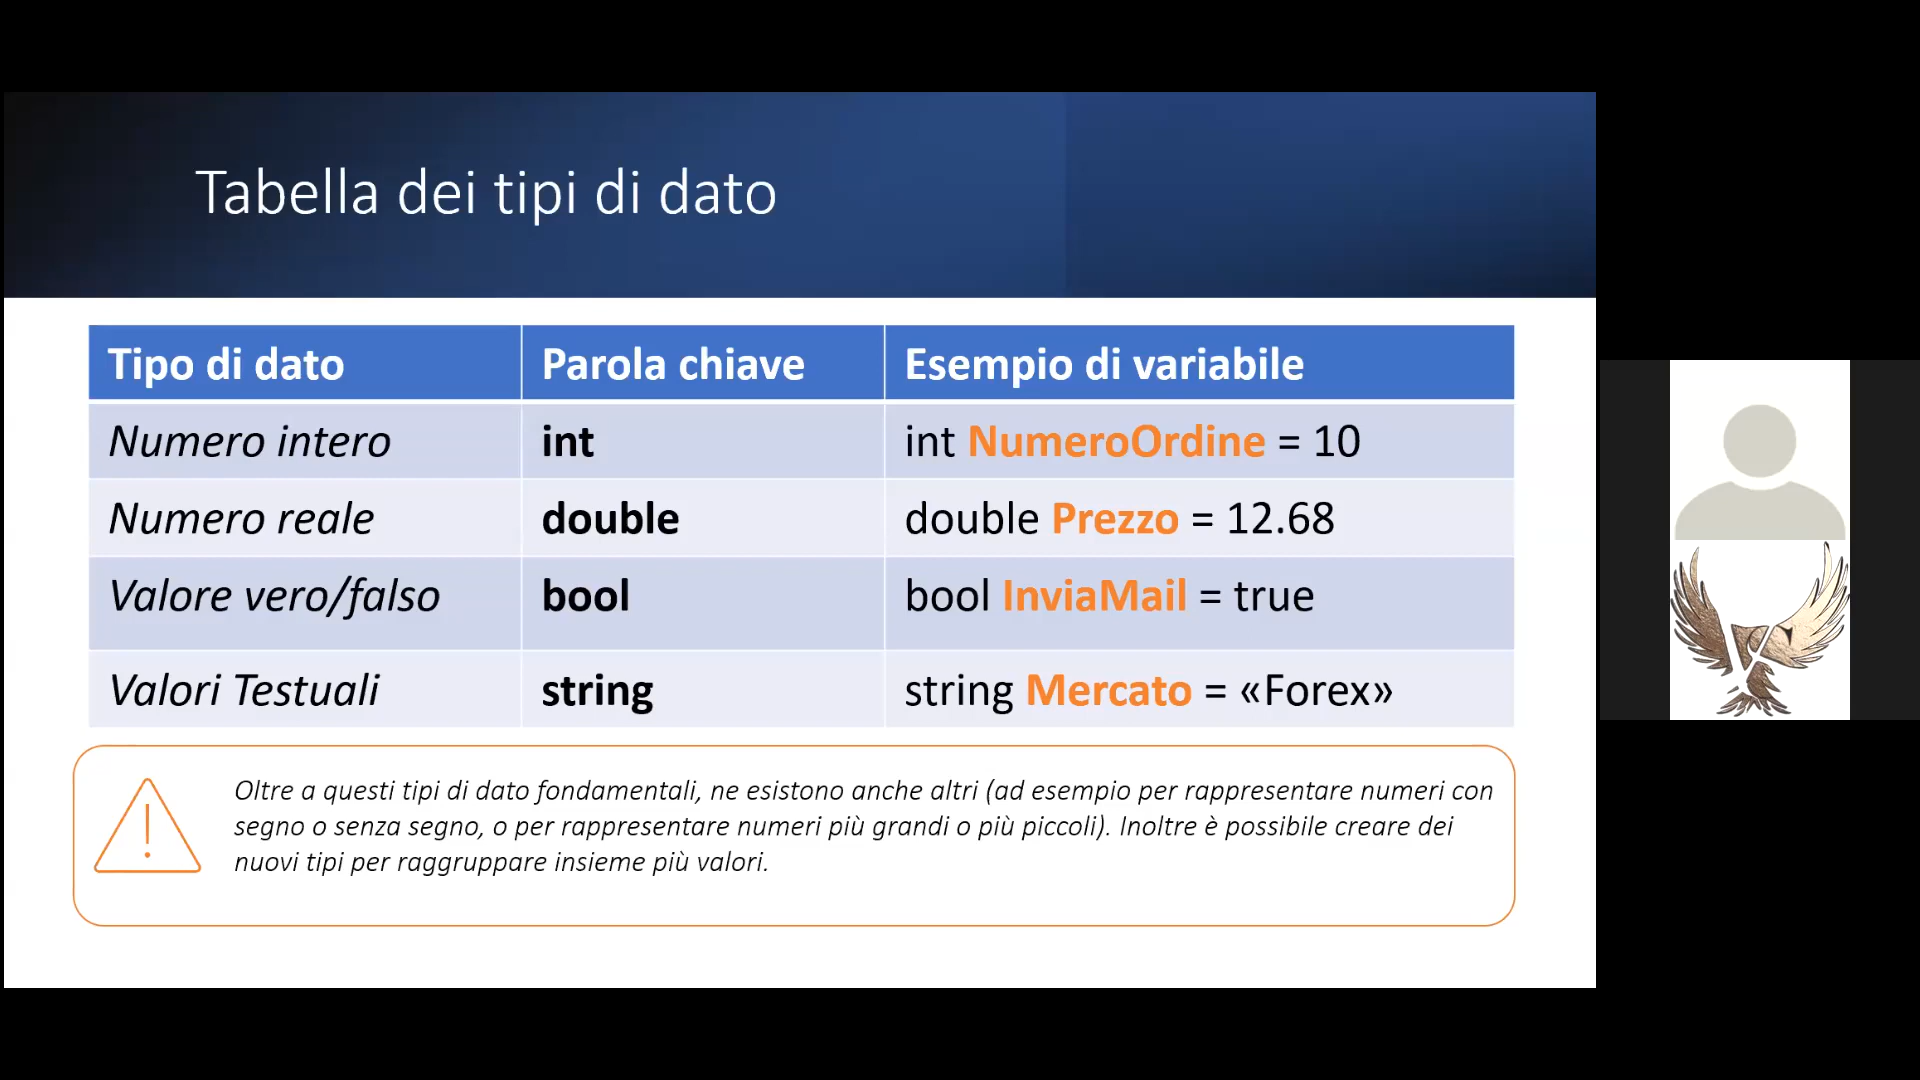 Tabella dei tipi di dato
Tipo di dato Parola chiave Esempio di variabile
Numero intero int int NumeroOrdine = 10
Numero reale double double Prezzo = 12.68
Valore vero/falso bool bool InviaMail = true
Valori Testuali string string Mercato = «Forex»
Oltre a questi tipi di dato fondamentali, ne esistono anche altri (ad esempio per rappresentare numeri con
segno o senza segno, o per rappresentare numeri più grandi o più piccoli). Inoltre è possibile creare dei
nuovi tipi per raggruppare insieme più valori.